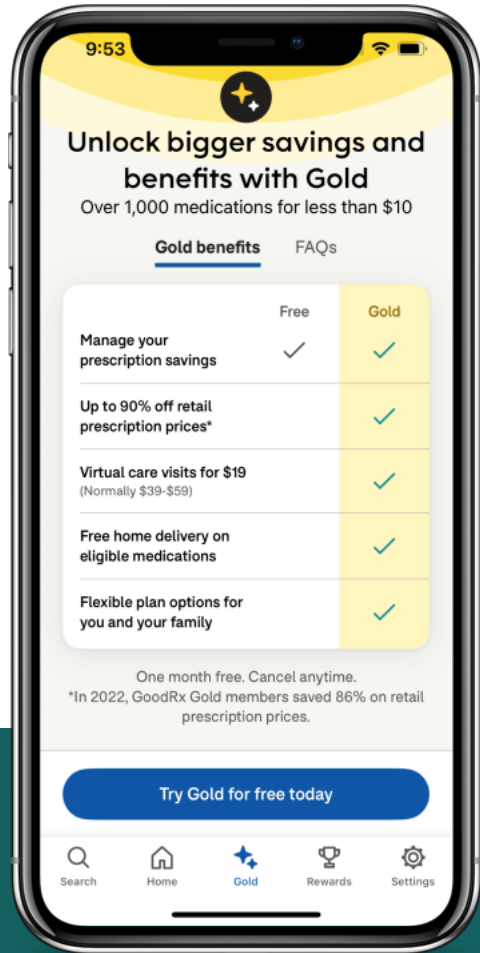 9:53
Unlock bigger savings and
benefits with Gold
Over 1,000 medications for less than $10
Gold benefits FAQs
Free Gold
Manage your
prescription savings
Up to 90% off retail
prescription prices*
Virtual care visits for $19
(Normally $39-$59)
Free home delivery on
eligible medications
Flexible plan options for
you and your family
One month free. Cancel anytime.
*In 2022, GoodRx Gold members saved 86% on retail
prescription prices.
Try Gold for free today
Search Home Gold Rewards Settings